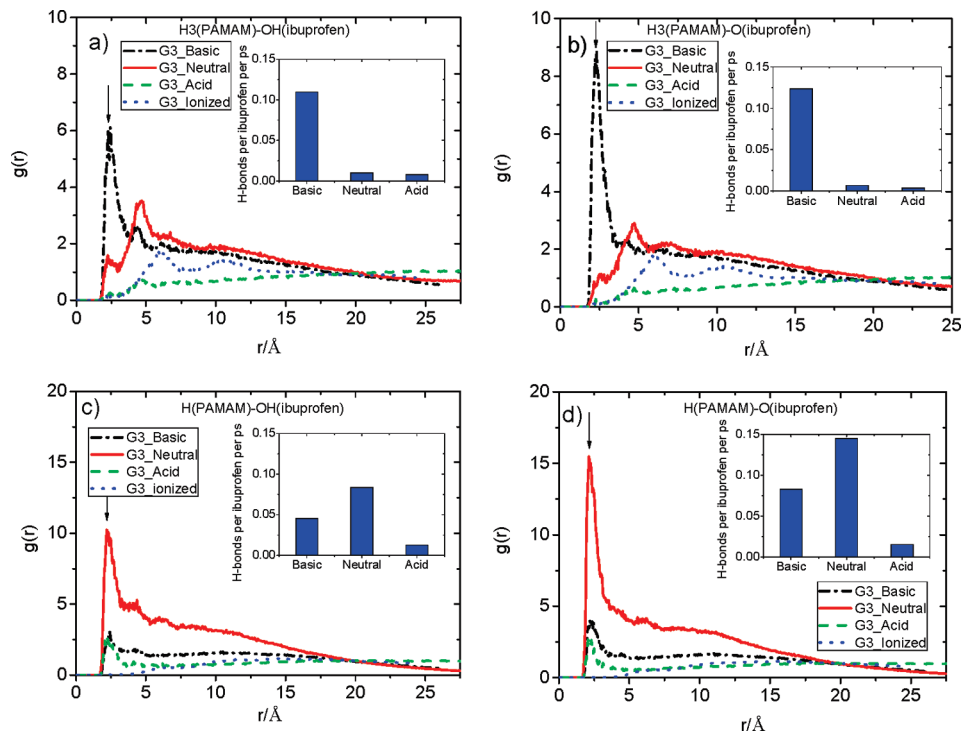 a)
H3(PAMAM)-OH(ibuprofen)
G3_Basic
G3_Neutral
G3_Acid
G3_Ionized
H-bonds per ibuprofen per ps
0.15
0.10
0.05
0.00
Basic Neutral Acid
g(r)
8
6
4
2
0
0 5 10 15 20 25
r/Å
b)
H3(PAMAM)-O(ibuprofen)
G3_Basic
G3_Neutral
G3_Acid
G3_Ionized
H-bonds per ibuprofen per ps
0.15
0.10
0.05
0.00
Basic Neutral Acid
g(r)
10
8
6
4
2
0
0 5 10 15 20 25
r/Å
c)
H(PAMAM)-OH(ibuprofen)
G3_Basic
G3_Neutral
G3_Acid
G3_ionized
H-bonds per ibuprofen per ps
0.15
0.10
0.05
0.00
Basic Neutral Acid
g(r)
20
15
10
5
0
0 5 10 15 20 25
r/Å
d)
H(PAMAM)-O(ibuprofen)
H-bonds per ibuprofen per ps
0.15
0.10
0.05
0.00
Basic Neutral Acid
G3_Basic
G3_Neutral
G3_Acid
G3_Ionized
g(r)
20
15
10
5
0
0 5 10 15 20 25
r/Å